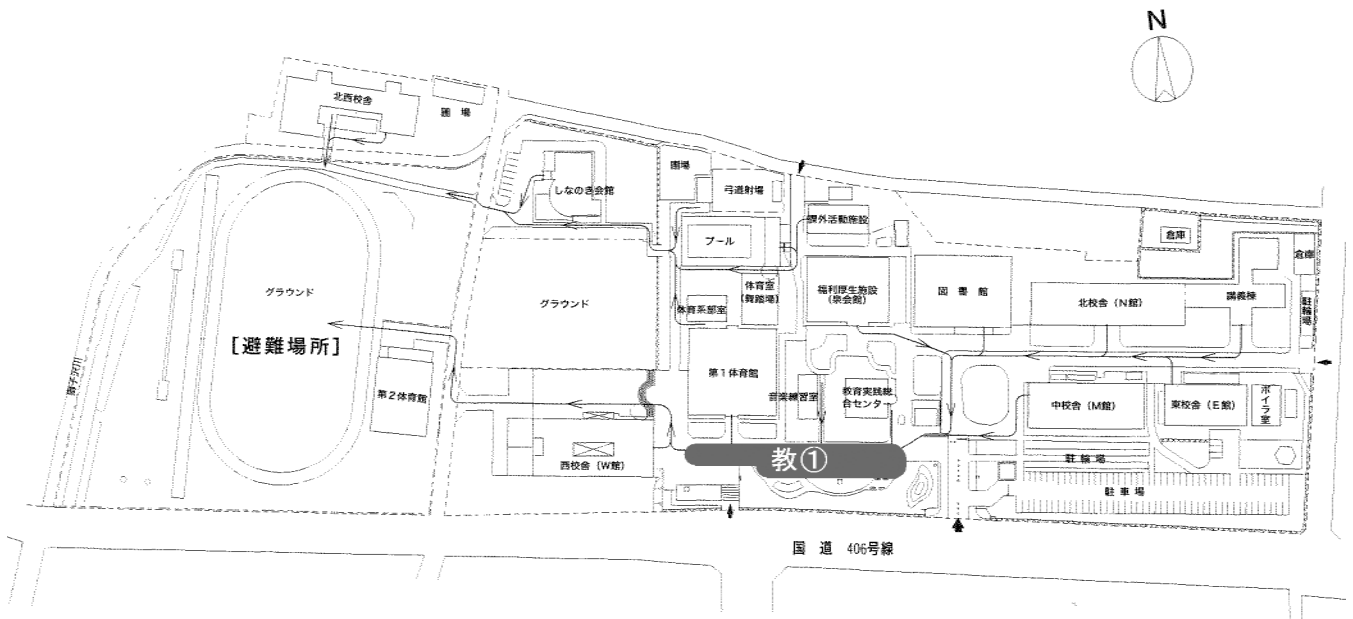 N
北西校舎
圃場
しなのき会館
圃場
弓道射場
課外活動施設
プール
倉庫
倉庫
グラウンド
[避難場所]
グラウンド
体育系部室
体育室
(舞踏場)
福利厚生施設
(泉会館)
図書館
北校舎(N館)
講義棟
駐輪場
第2体育館
第1体育館
音楽練習室
教育実践総
合センター
中校舎(M館)
東校舎(E館)
ボイラ室
西校舎(W館)
教①
駐輪場
駐車場
国道 406号線